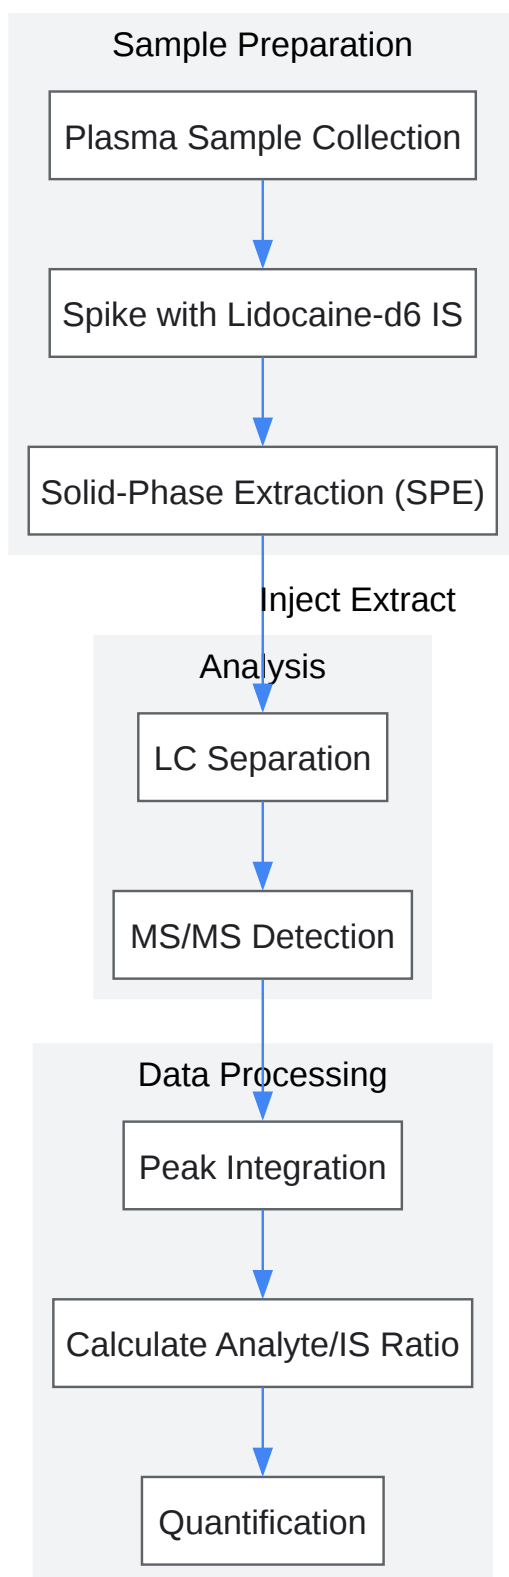 Sample Preparation
Plasma Sample Collection
Spike with Lidocaine-d6 IS
Solid-Phase Extraction (SPE)
Inject Extract
Analysis
LC Separation
MS/MS Detection
Data Processing
Peak Integration
Calculate Analyte/IS Ratio
Quantification